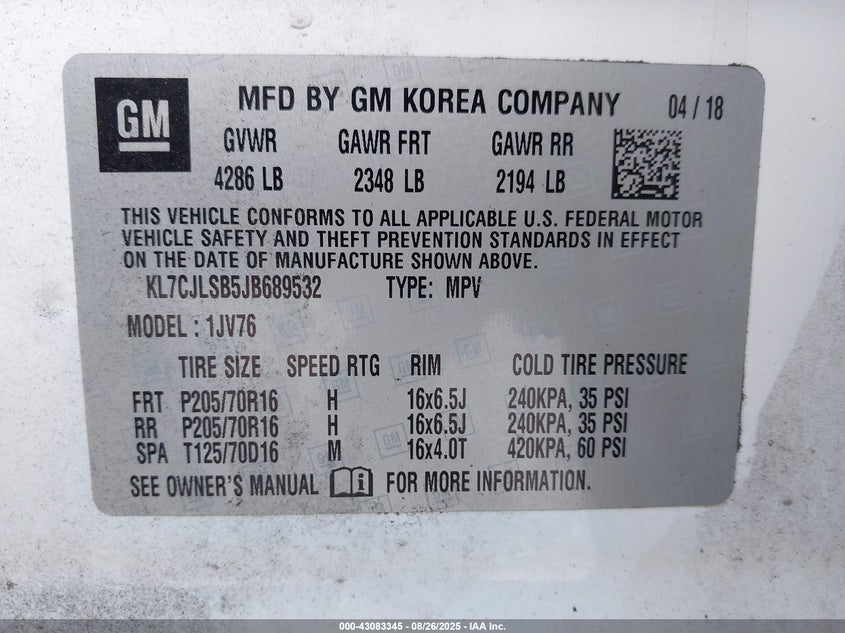 GM
MFD BY GM KOREA COMPANY 04 / 18
GVWR GAWR FRT GAWR RR
4286 LB 2348 LB 2194 LB
THIS VEHICLE CONFORMS TO ALL APPLICABLE U.S. FEDERAL MOTOR
VEHICLE SAFETY AND THEFT PREVENTION STANDARDS IN EFFECT
ON THE DATE OF MANUFACTURE SHOWN ABOVE.
KL7CJLSB5JB689532 TYPE: MPV
MODEL : 1JV76
TIRE SIZE SPEED RTG RIM COLD TIRE PRESSURE
FRT P205/70R16 H 16x6.5J 240KPA, 35 PSI
RR P205/70R16 H 16x6.5J 240KPA, 35 PSI
SPA T125/70D16 M 16x4.0T 420KPA, 60 PSI
SEE OWNER'S MANUAL i FOR MORE INFORMATION.
000-43083345 - 08/26/2025 - IAA Inc.